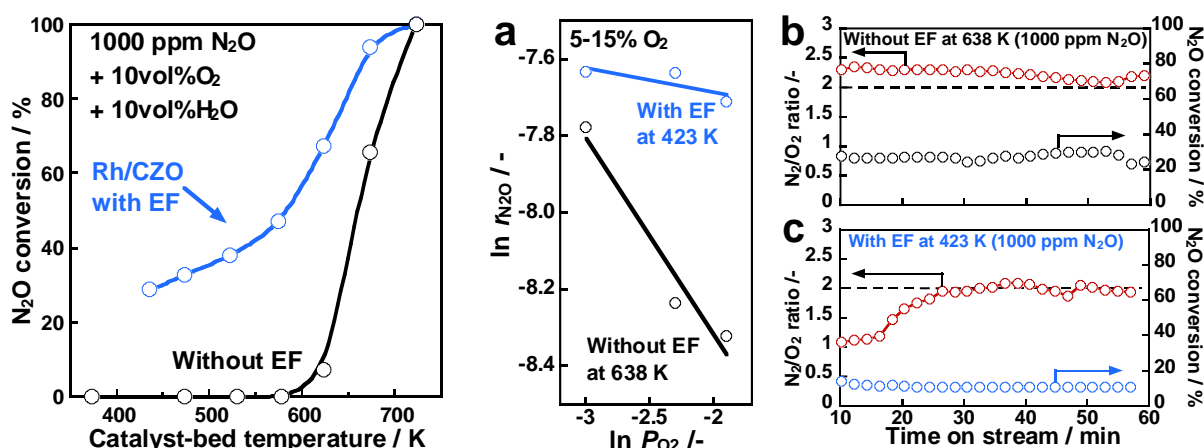 1000 ppm N₂O
+ 10vol%O₂
+ 10vol%H₂O
Rh/CZO
with EF
Without EF
N₂O conversion / %
100
80
60
40
20
0
400
500
600
700
Catalyst-bed temperature / K
a
5-15% O₂
With EF
at 423 K
Without EF
at 638 K
ln r_N2O /-
-7.6
-7.8
-8.0
-8.2
-8.4
-3
-2.5
-2
ln P_O2 /-
b
Without EF at 638 K (1000 ppm N₂O)
N₂/O₂ ratio /-
3
2.5
2
1.5
1
0.5
0
100
80
60
40
20
0
N₂O conversion / %
c
With EF at 423 K (1000 ppm N₂O)
N₂/O₂ ratio /-
3
2.5
2
1.5
1
0.5
0
100
80
60
40
20
0
N₂O conversion / %
10
20
30
40
50
60
Time on stream / min